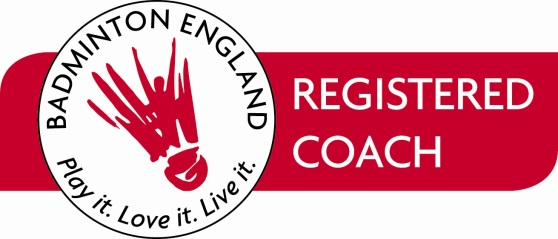 BADMINTON ENGLAND
Play it. Love it. Live it.
REGISTERED
COACH